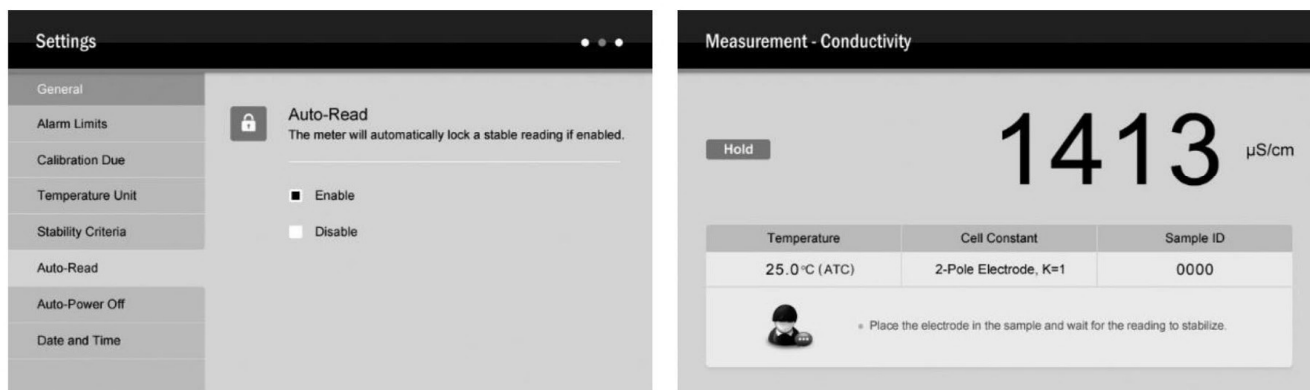 Settings
General
Alarm Limits
Calibration Due
Temperature Unit
Stability Criteria
Auto-Read
Auto-Power Off
Date and Time
Auto-Read
The meter will automatically lock a stable reading if enabled.
Enable
Disable
Measurement - Conductivity
Hold
1413 µS/cm
Temperature Cell Constant Sample ID
25.0°C (ATC) 2-Pole Electrode, K=1 0000
Place the electrode in the sample and wait for the reading to stabilize.